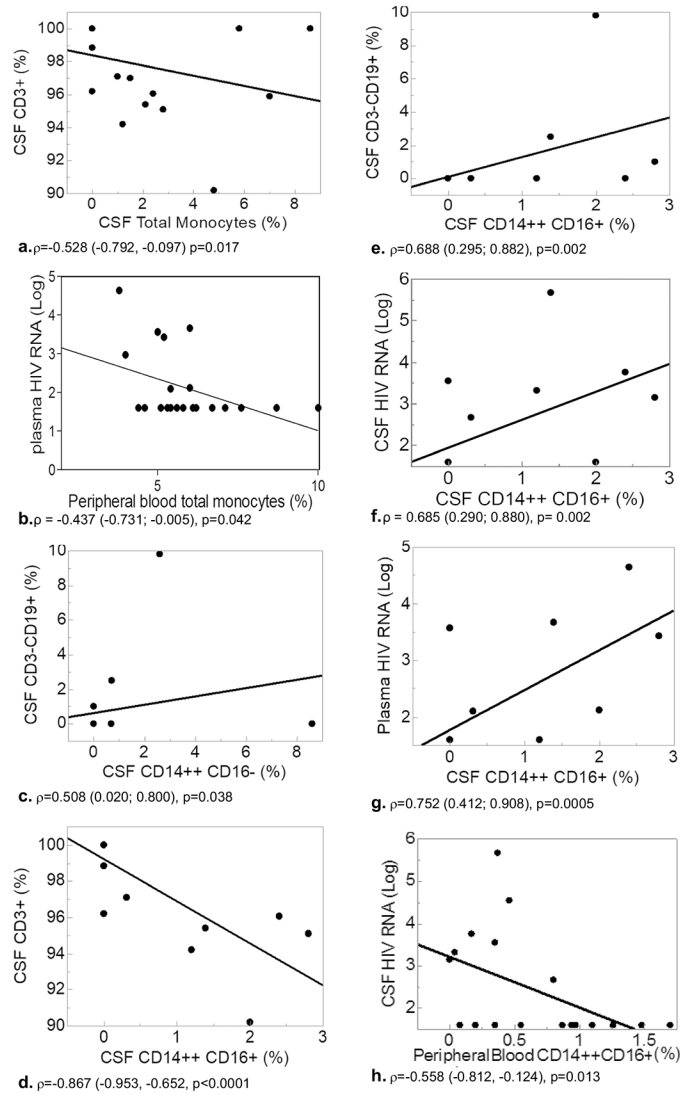 CSF CD3+ (%)
100
98
96
94
92
90
0 2 4 6 8
CSF Total Monocytes (%)
a.ρ=-0.528 (-0.792, -0.097) p=0.017
plasma HIV RNA (Log)
5
4
3
2
1
0
5 10
Peripheral blood total monocytes (%)
b.ρ = -0.437 (-0.731; -0.005), p=0.042
CSF CD3-CD19+ (%)
10
8
6
4
2
0
0 2 4 6 8
CSF CD14++ CD16- (%)
c. ρ=0.508 (0.020; 0.800), p=0.038
CSF CD3+ (%)
100
98
96
94
92
90
0 1 2 3
CSF CD14++ CD16+ (%)
d. ρ=-0.867 (-0.953, -0.652, p<0.0001
CSF CD3-CD19+ (%)
10
8
6
4
2
0
0 1 2 3
CSF CD14++ CD16+ (%)
e. ρ=0.688 (0.295; 0.882), p=0.002
CSF HIV RNA (Log)
6
5
4
3
2
0 1 2 3
CSF CD14++ CD16+ (%)
f.ρ = 0.685 (0.290; 0.880), p= 0.002
Plasma HIV RNA (Log)
5
4
3
2
0 1 2 3
CSF CD14++ CD16+ (%)
g. ρ=0.752 (0.412; 0.908), p=0.0005
CSF HIV RNA (Log)
6
5
4
3
2
0 0.5 1 1.5
Peripheral Blood CD14++CD16+(%)
h. ρ=-0.558 (-0.812, -0.124), p=0.013